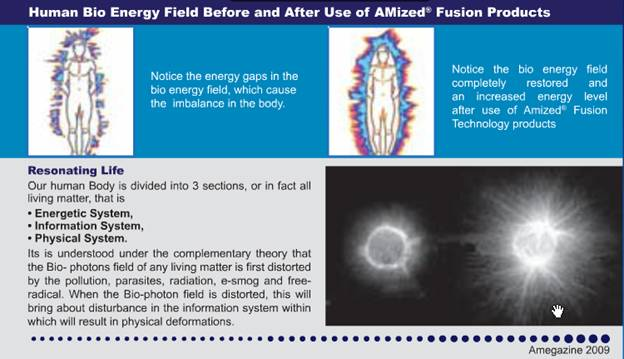 Human Bio Energy Field Before and After Use of AMized® Fusion Products
Notice the energy gaps in the
bio energy field, which cause
the imbalance in the body.
Notice the bio energy field
completely restored and
an increased energy level
after use of Amized® Fusion
Technology products
Resonating Life
Our human Body is divided into 3 sections, or in fact all
living matter, that is
• Energetic System,
• Information System,
• Physical System.
Its is understood under the complementary theory that
the Bio- photons field of any living matter is first distorted
by the pollution, parasites, radiation, e-smog and free-
radical. When the Bio-photon field is distorted, this will
bring about disturbance in the information system within
which will result in physical deformations.
Amegazine 2009